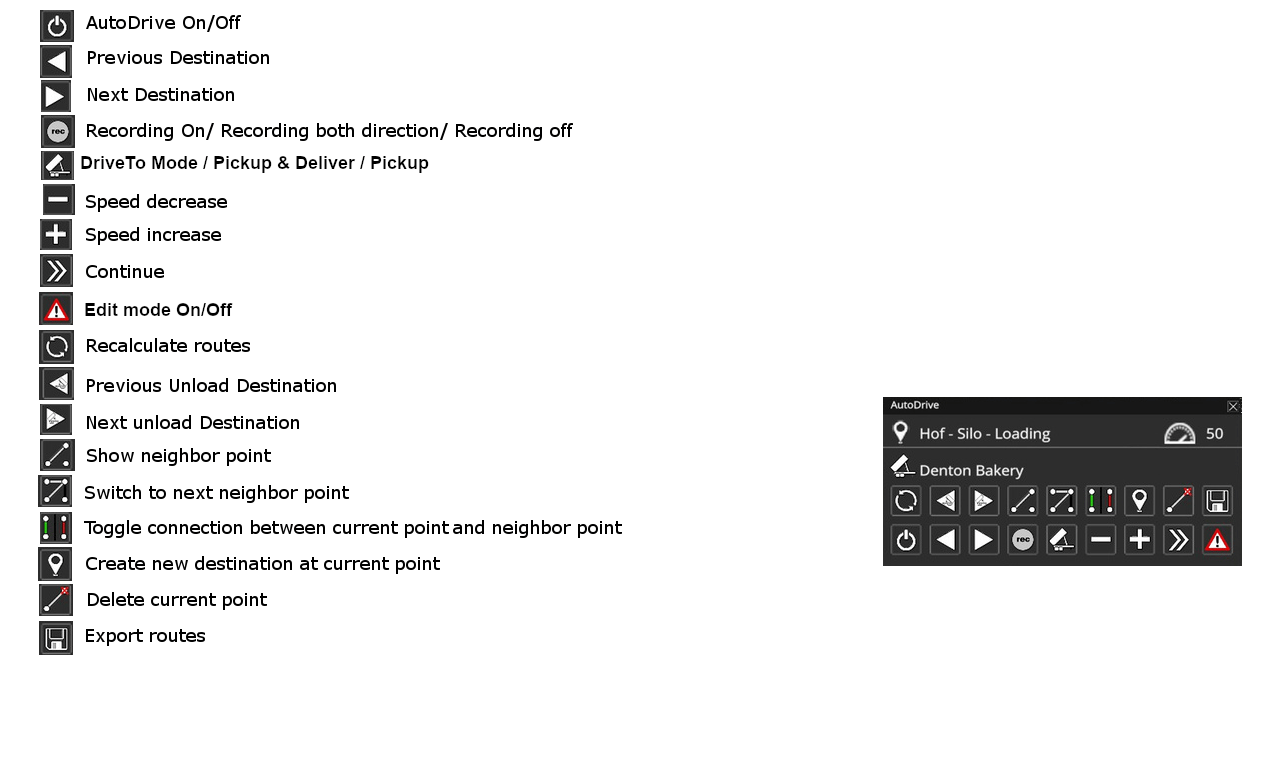 AutoDrive On/Off
Previous Destination
Next Destination
rec
Recording On/ Recording both direction/ Recording off
DriveTo Mode / Pickup & Deliver / Pickup
Speed decrease
Speed increase
Continue
Edit mode On/Off
Recalculate routes
Previous Unload Destination
Next unload Destination
Show neighbor point
Switch to next neighbor point
Toggle connection between current point and neighbor point
Create new destination at current point
Delete current point
Export routes
AutoDrive
Hof - Silo - Loading 50
Denton Bakery
rec